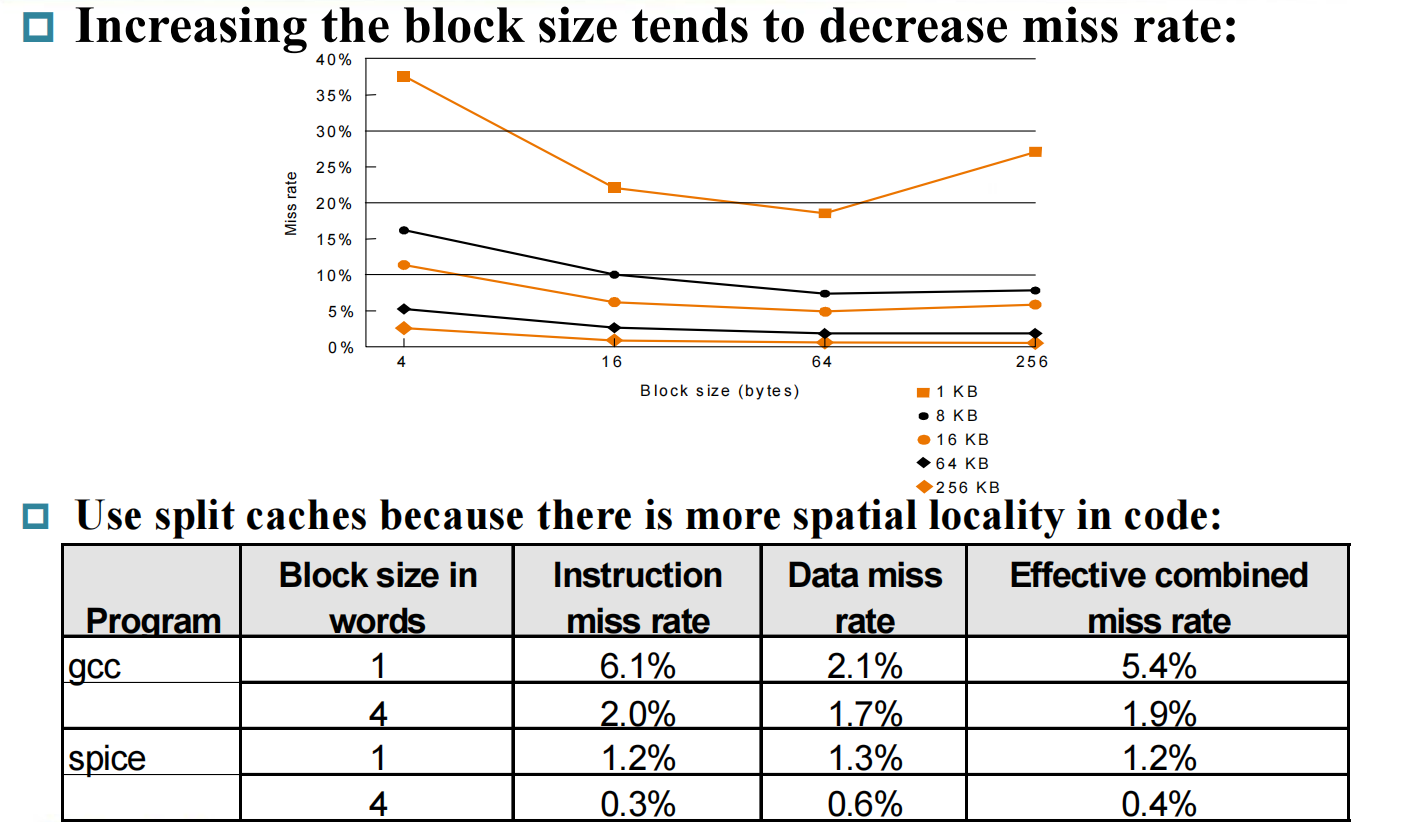 Increasing the block size tends to decrease miss rate:
40%
35%
30%
25%
20%
15%
10%
5%
0%
Miss rate
4 16 64 256
Block size (bytes)
1 KB
8 KB
16 KB
64 KB
256 KB
Use split caches because there is more spatial locality in code:
Program Block size in words Instruction miss rate Data miss rate Effective combined miss rate
gcc 1 6.1% 2.1% 5.4%
4 2.0% 1.7% 1.9%
spice 1 1.2% 1.3% 1.2%
4 0.3% 0.6% 0.4%